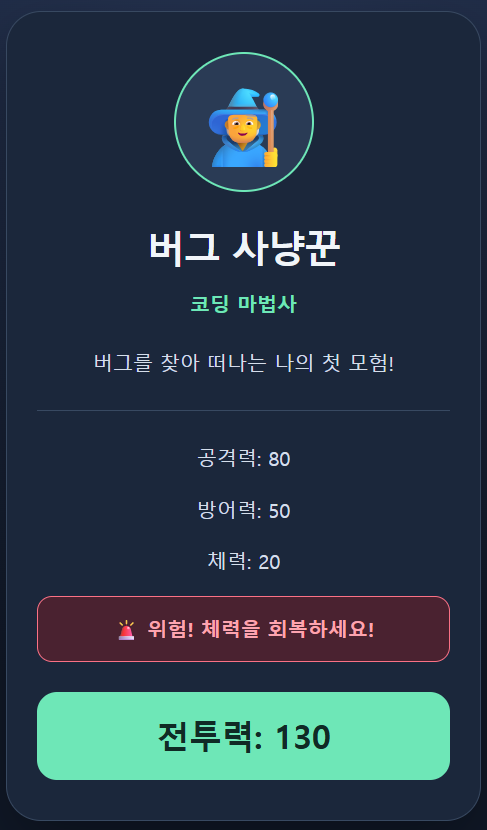 버그 사냥꾼
코딩 마법사
버그를 찾아 떠나는 나의 첫 모험!
공격력: 80
방어력: 50
체력: 20
🚨 위험! 체력을 회복하세요!
전투력: 130